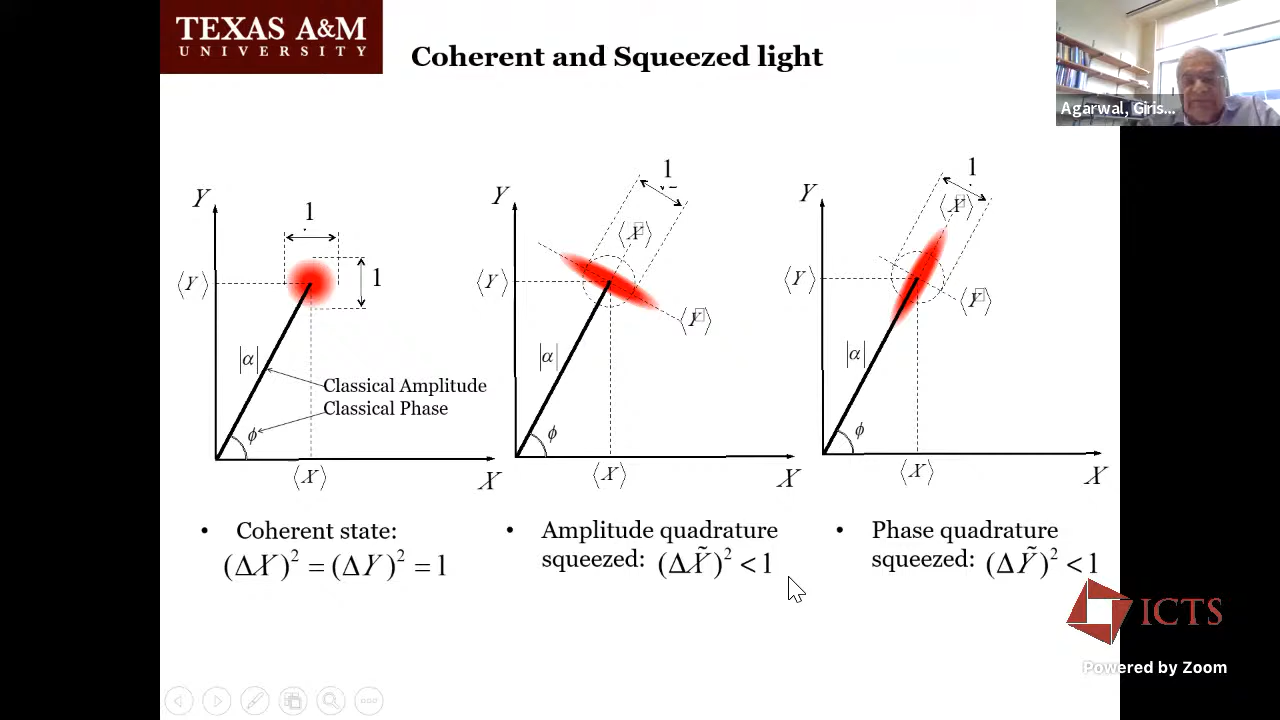 TEXAS A&M
UNIVERSITY
Coherent and Squeezed light
Agarwal, Giris...
Y
1
1
⟨Y⟩
|α|
Classical Amplitude
Classical Phase
ϕ
⟨X⟩
X
Y
1
⟨X⟩
⟨Y⟩
⟨Y⟩
|α|
ϕ
⟨X⟩
X
Y
1
⟨X⟩
⟨Y⟩
⟨Y⟩
|α|
ϕ
⟨X⟩
X
• Coherent state:
(ΔX)² = (ΔY)² = 1
• Amplitude quadrature
squeezed: (ΔX̃)² < 1
• Phase quadrature
squeezed: (ΔỸ)² < 1
ICTS
Powered by Zoom